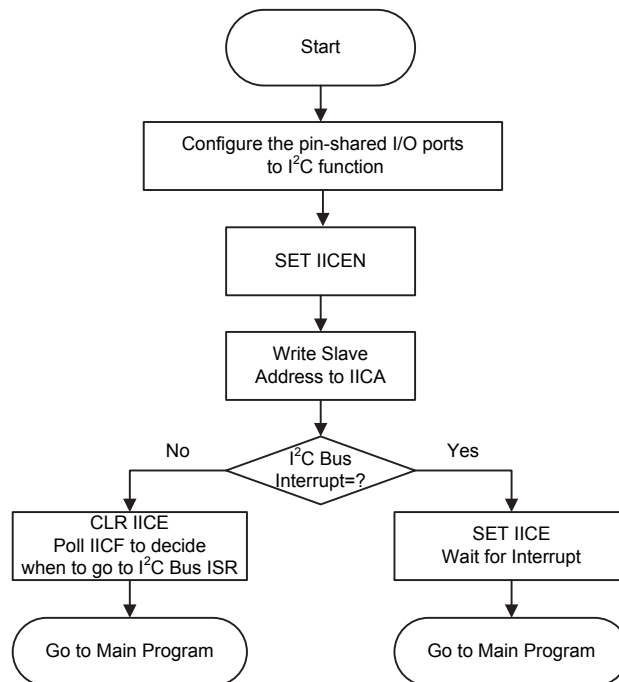 Start
Configure the pin-shared I/O ports
to I²C function
SET IICEN
Write Slave
Address to IICA
I²C Bus
Interrupt=?
No
Yes
CLR IICE
Poll IICF to decide
when to go to I²C Bus ISR
SET IICE
Wait for Interrupt
Go to Main Program
Go to Main Program